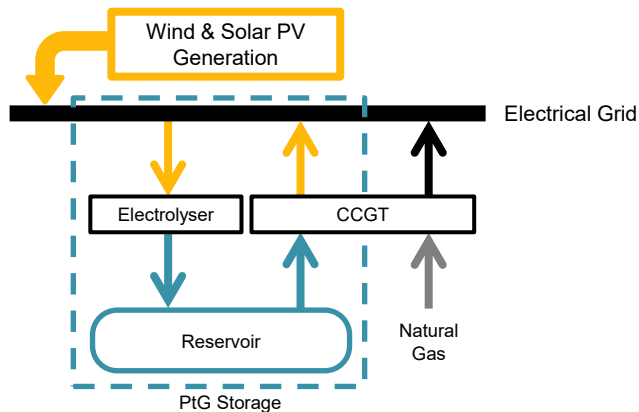 Wind & Solar PV
Generation
Electrical Grid
Electrolyser
CCGT
Reservoir
Natural
Gas
PtG Storage